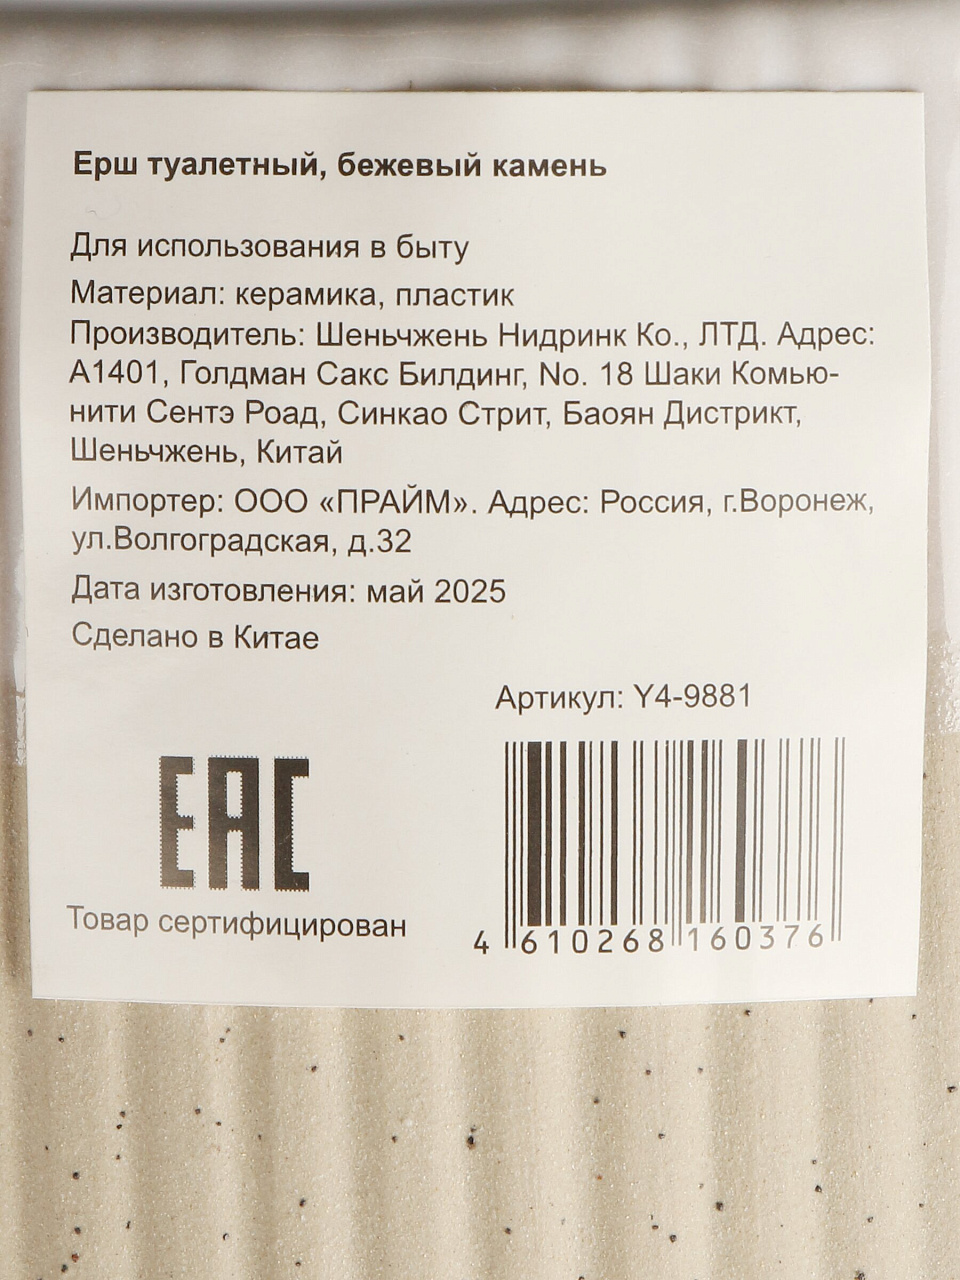 Ерш туалетный, бежевый камень
Для использования в быту
Материал: керамика, пластик
Производитель: Шеньчжень Нидринк Ко., ЛТД. Адрес:
А1401, Голдман Сакс Билдинг, No. 18 Шаки Комью-
нити Сентэ Роад, Синкао Стрит, Баоян Дистрикт,
Шеньчжень, Китай
Импортер: ООО «ПРАЙМ». Адрес: Россия, г.Воронеж,
ул.Волгоградская, д.32
Дата изготовления: май 2025
Сделано в Китае
Артикул: Y4-9881
EAC
Товар сертифицирован
4 610268 160376